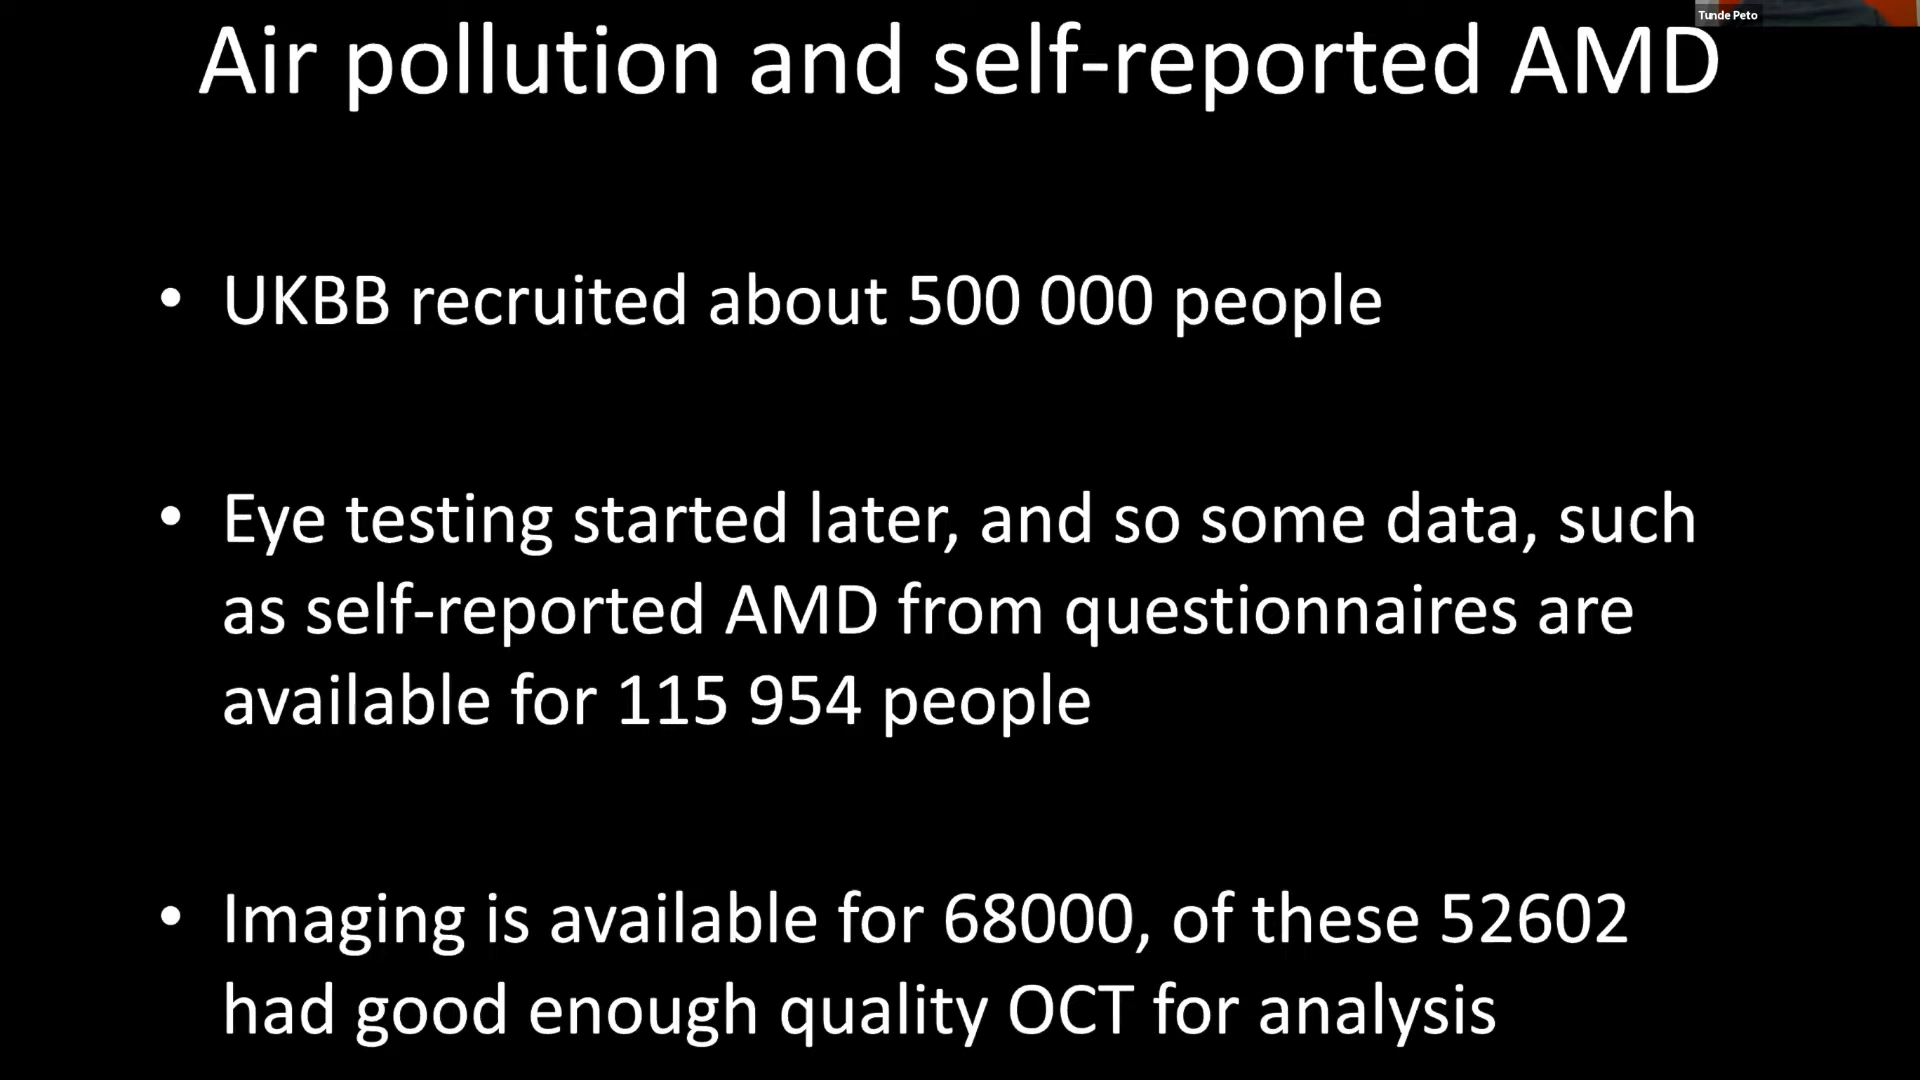 Tunde Peto
Air pollution and self-reported AMD
• UKBB recruited about 500 000 people
• Eye testing started later, and so some data, such
as self-reported AMD from questionnaires are
available for 115 954 people
• Imaging is available for 68000, of these 52602
had good enough quality OCT for analysis